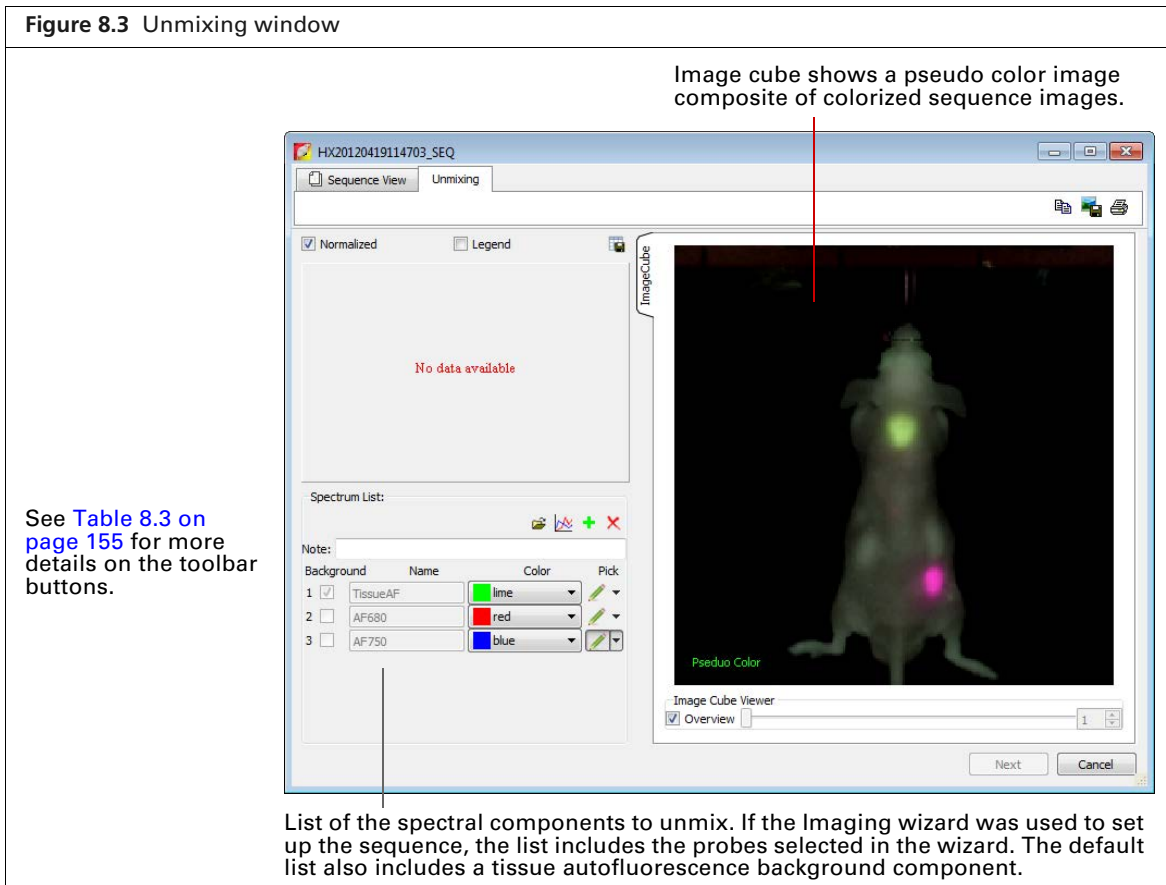 Figure 8.3 Unmixing window
Image cube shows a pseudo color image
composite of colorized sequence images.
HX20120419114703_SEQ
Sequence View Unmixing
Normalized Legend
ImageCube
No data available
Spectrum List:
Note:
Background Name Color Pick
1 TissueAF lime
2 AF680 red
3 AF750 blue
Pseduo Color
Image Cube Viewer
Overview 1
Next Cancel
See Table 8.3 on
page 155 for more
details on the toolbar
buttons.
List of the spectral components to unmix. If the Imaging wizard was used to set
up the sequence, the list includes the probes selected in the wizard. The default
list also includes a tissue autofluorescence background component.